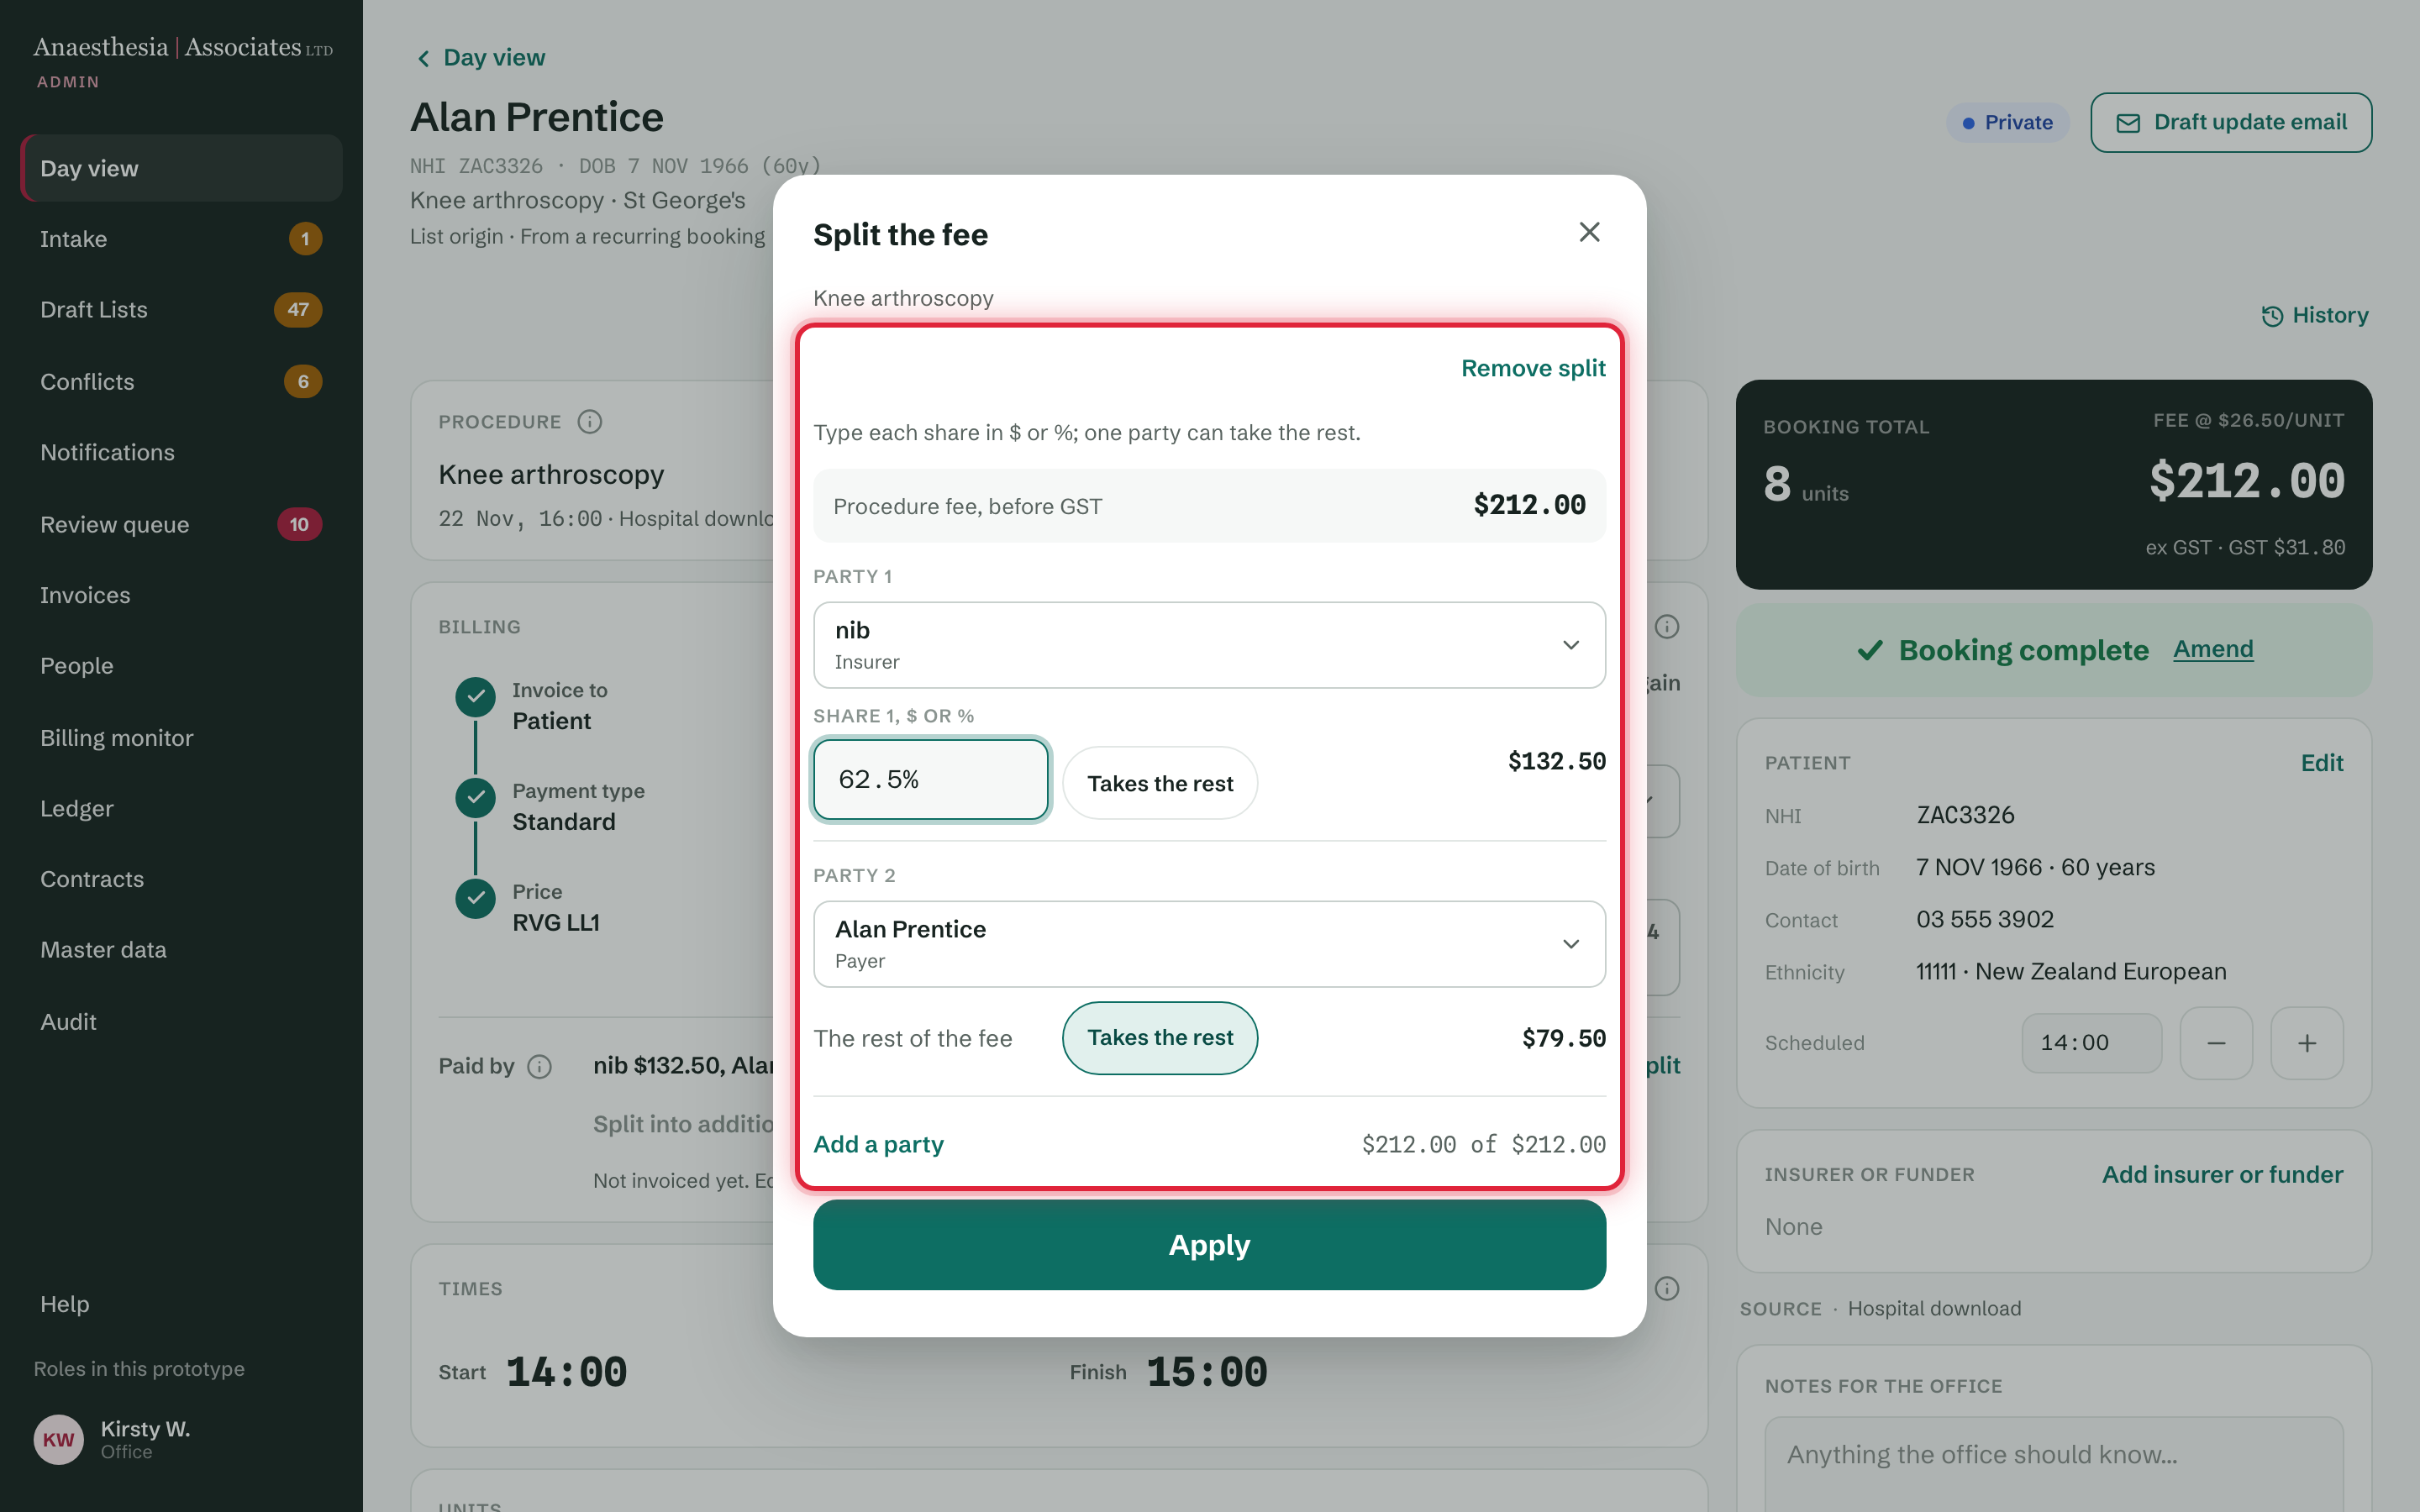 Anaesthesia | Associates LTD
ADMIN
Day view
Intake 1
Draft Lists 47
Conflicts 6
Notifications
Review queue 10
Invoices
People
Billing monitor
Ledger
Contracts
Master data
Audit
Help
Roles in this prototype
KW
Kirsty W.
Office
Day view
Alan Prentice
NHI ZAC3326 · DOB 7 NOV 1966 (60y)
Knee arthroscopy · St George's
List origin · From a recurring booking
Private
Draft update email
History
PROCEDURE
Knee arthroscopy
22 Nov, 16:00 · Hospital downlo
BILLING
Invoice to
Patient
Payment type
Standard
Price
RVG LL1
Paid by
nib $132.50, Alan
Split into additio
Not invoiced yet. Ed
gain
4
plit
TIMES
Start 14:00
Finish 15:00
UNITS
Split the fee
Knee arthroscopy
Remove split
Type each share in $ or %; one party can take the rest.
Procedure fee, before GST $212.00
PARTY 1
nib
Insurer
SHARE 1, $ OR %
62.5%
Takes the rest
$132.50
PARTY 2
Alan Prentice
Payer
The rest of the fee
Takes the rest
$79.50
Add a party
$212.00 of $212.00
Apply
BOOKING TOTAL
FEE @ $26.50/UNIT
8 units
$212.00
ex GST · GST $31.80
Booking complete Amend
PATIENT
Edit
NHI ZAC3326
Date of birth 7 NOV 1966 · 60 years
Contact 03 555 3902
Ethnicity 11111 · New Zealand European
Scheduled 14:00
INSURER OR FUNDER
Add insurer or funder
None
SOURCE · Hospital download
NOTES FOR THE OFFICE
Anything the office should know...